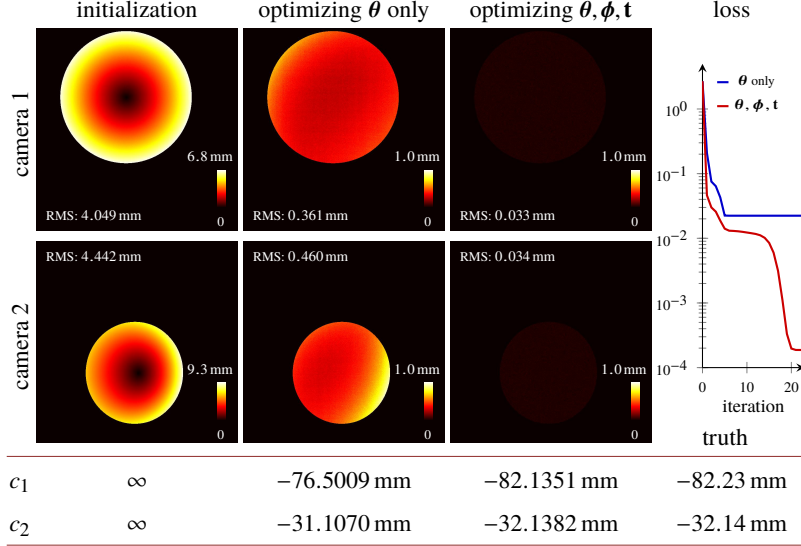 initialization optimizing θ only optimizing θ, ϕ, t loss
camera 1
6.8 mm
0
RMS: 4.049 mm
1.0 mm
0
RMS: 0.361 mm
1.0 mm
0
RMS: 0.033 mm
camera 2
RMS: 4.442 mm
9.3 mm
0
RMS: 0.460 mm
1.0 mm
0
RMS: 0.034 mm
1.0 mm
0
θ only
θ, ϕ, t
10⁰
10⁻¹
10⁻²
10⁻³
10⁻⁴
0 10 20
iteration
truth
c₁ ∞ −76.5009 mm −82.1351 mm −82.23 mm
c₂ ∞ −31.1070 mm −32.1382 mm −32.14 mm